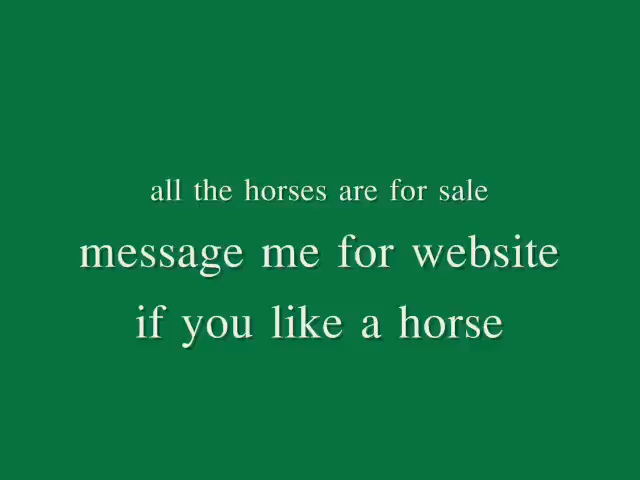 all the horses are for sale
message me for website
if you like a horse